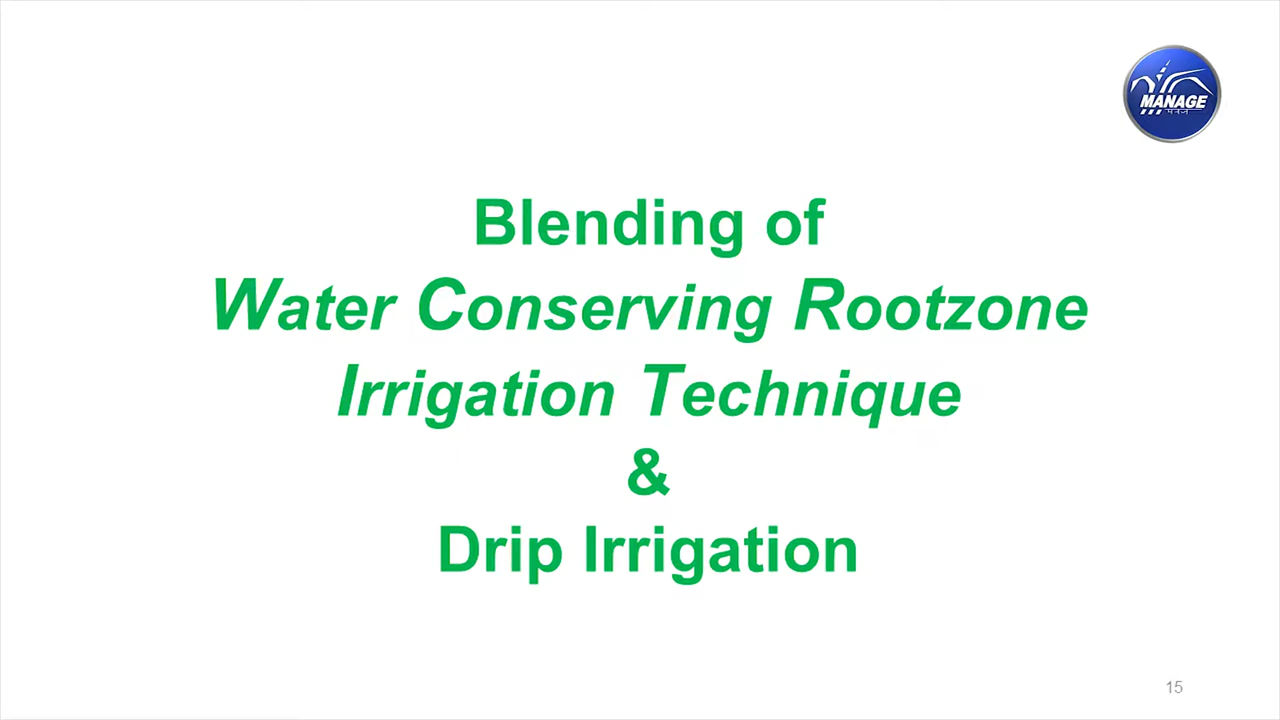 MANAGE
Blending of
Water Conserving Rootzone
Irrigation Technique
&
Drip Irrigation
15